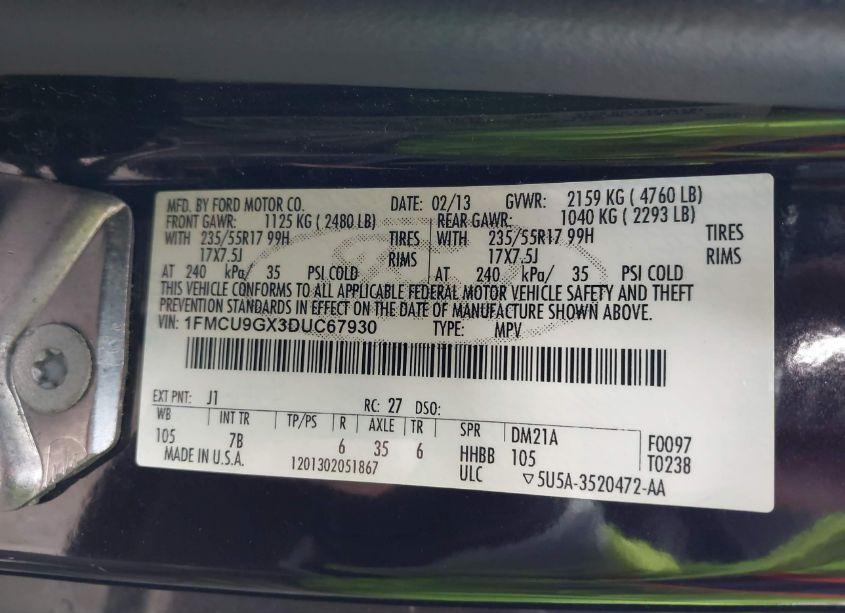 MFD. BY FORD MOTOR CO. DATE: 02/13 GVWR: 2159 KG ( 4760 LB)
FRONT GAWR: 1125 KG ( 2480 LB) REAR GAWR: 1040 KG ( 2293 LB)
WITH 235/55R17 99H TIRES WITH 235/55R17 99H TIRES
17X7.5J RIMS 17X7.5J RIMS
AT 240 kPa/ 35 PSI COLD AT 240 kPa/ 35 PSI COLD
THIS VEHICLE CONFORMS TO ALL APPLICABLE FEDERAL MOTOR VEHICLE SAFETY AND THEFT
PREVENTION STANDARDS IN EFFECT ON THE DATE OF MANUFACTURE SHOWN ABOVE.
VIN: 1FMCU9GX3DUC67930 TYPE: MPV
EXT PNT: J1 RC: 27 DSO:
WB INT TR TP/PS R AXLE TR SPR DM21A F0097
105 7B 6 35 6 HHBB 105 T0238
MADE IN U.S.A. 1201302051867 ULC ▽5U5A-3520472-AA